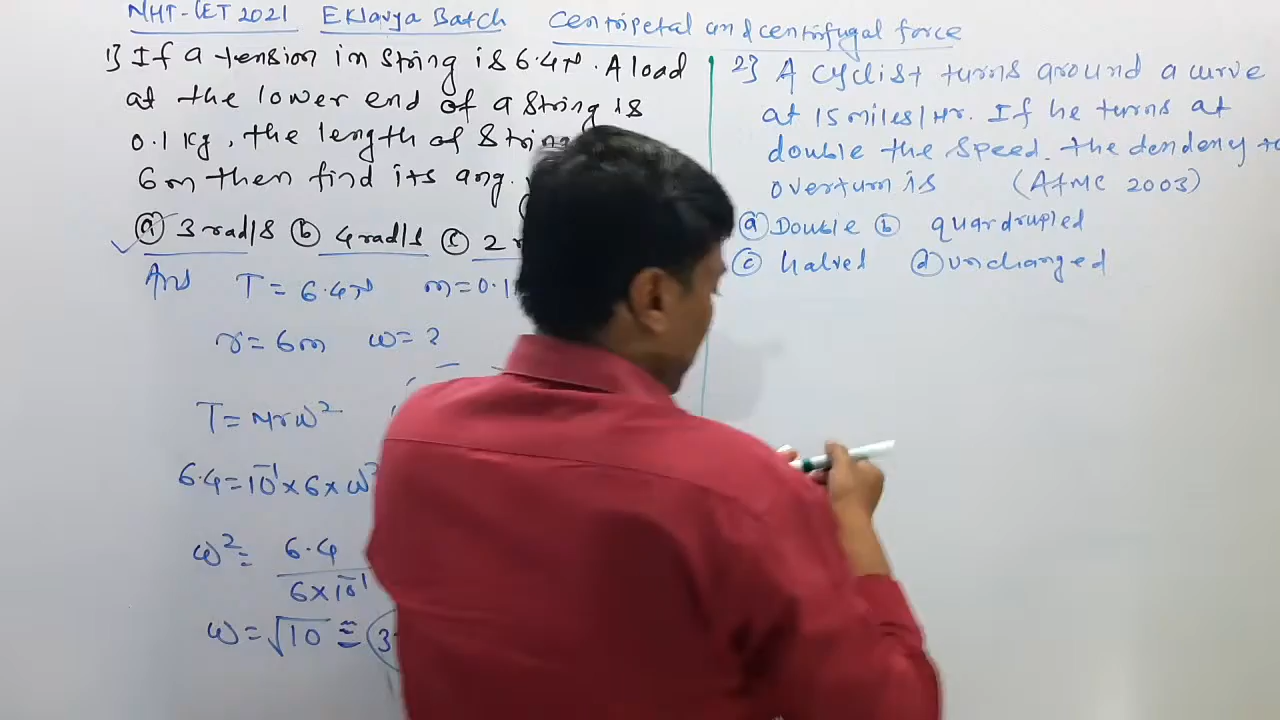 NHT-CET 2021 Eklavya Batch Centripetal and centrifugal force
1) If a tension in string is 6.4N. A load
at the lower end of a string is
0.1 kg, the length of string
6m then find its ang.
(a) 3 rad/s (b) 4 rad/s (c) 2
Ans T = 6.4N m = 0.1
r = 6m ω = ?
T = Mrω²
6.4 = 10⁻¹ × 6 × ω²
ω² = 6.4 / 6 × 10⁻¹
ω = √10 ≅ 3
2) A cyclist turns around a curve
at 15 miles/Hr. If he turns at
double the speed. the dendency to
overturn is (AFMC 2003)
(a) Double (b) quardrupled
(c) halved (d) unchanged